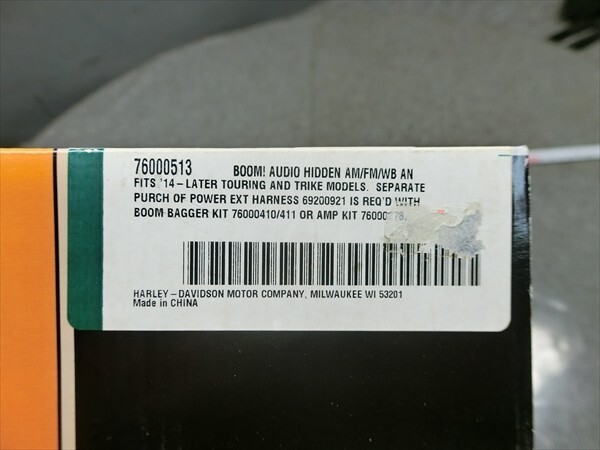 76000513 BOOM! AUDIO HIDDEN AM/FM/WB AN
FITS '14-LATER TOURING AND TRIKE MODELS. SEPARATE
PURCH OF POWER EXT HARNESS 69200921 IS REQ'D WITH
BOOM BAGGER KIT 76000410/411 OR AMP KIT
HARLEY-DAVIDSON MOTOR COMPANY, MILWAUKEE WI 53201
Made in CHINA